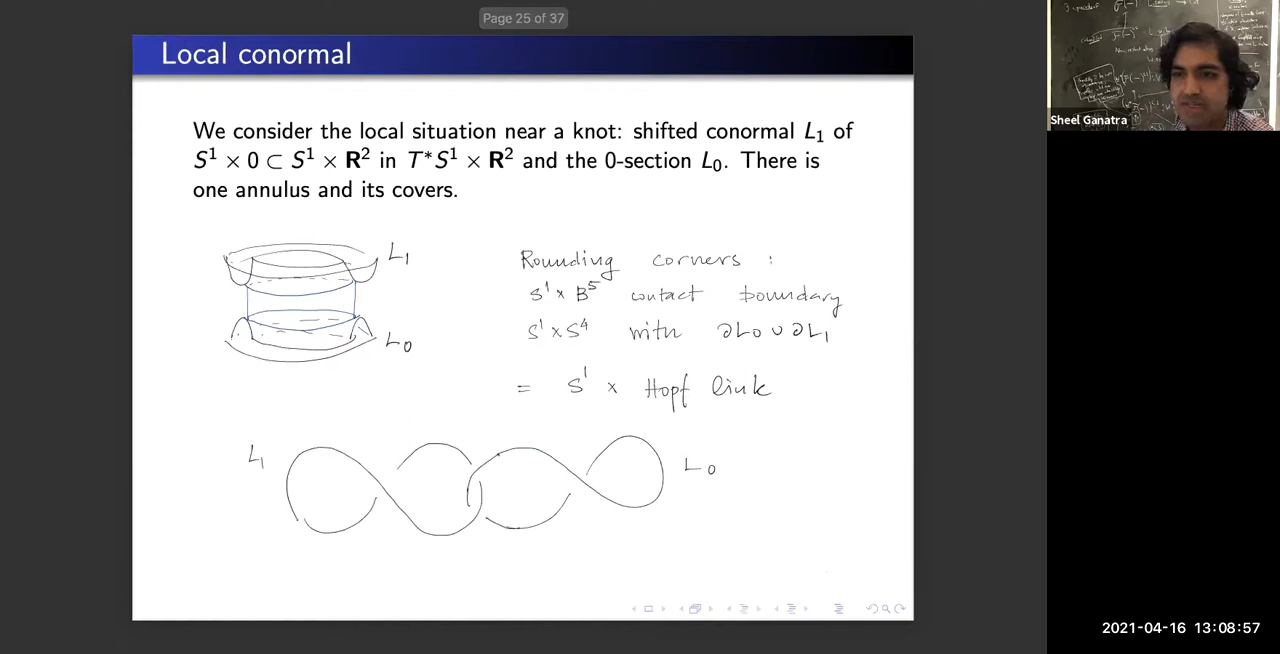 Page 25 of 37
Local conormal
We consider the local situation near a knot: shifted conormal L₁ of
S¹ × 0 ⊂ S¹ × R² in T*S¹ × R² and the 0-section L₀. There is
one annulus and its covers.
L₁
L₀
Rounding corners :
S¹ × B⁵ contact boundary
S¹ × S⁴ with ∂L₀ ∪ ∂L₁
= S¹ × Hopf link
L₁
L₀
Sheel Ganatra
2021-04-16 13:08:57